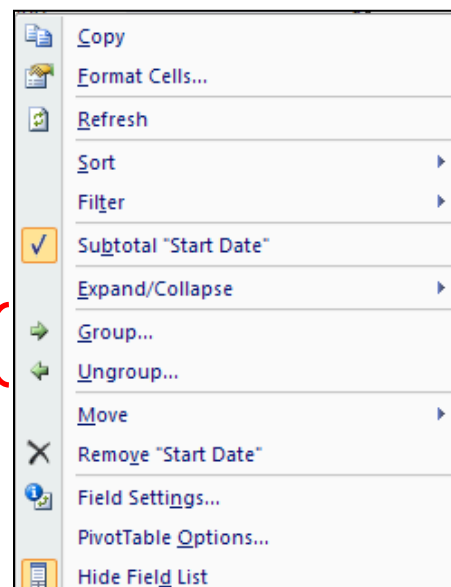 Copy
Format Cells...
Refresh
Sort
Filter
Subtotal "Start Date"
Expand/Collapse
Group...
Ungroup...
Move
Remove "Start Date"
Field Settings...
PivotTable Options...
Hide Field List